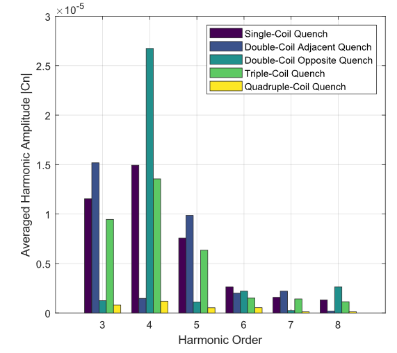 ×10⁻⁵
3
2.5
2
1.5
1
0.5
0
Averaged Harmonic Amplitude |Cn|
Single-Coil Quench
Double-Coil Adjacent Quench
Double-Coil Opposite Quench
Triple-Coil Quench
Quadruple-Coil Quench
3 4 5 6 7 8
Harmonic Order